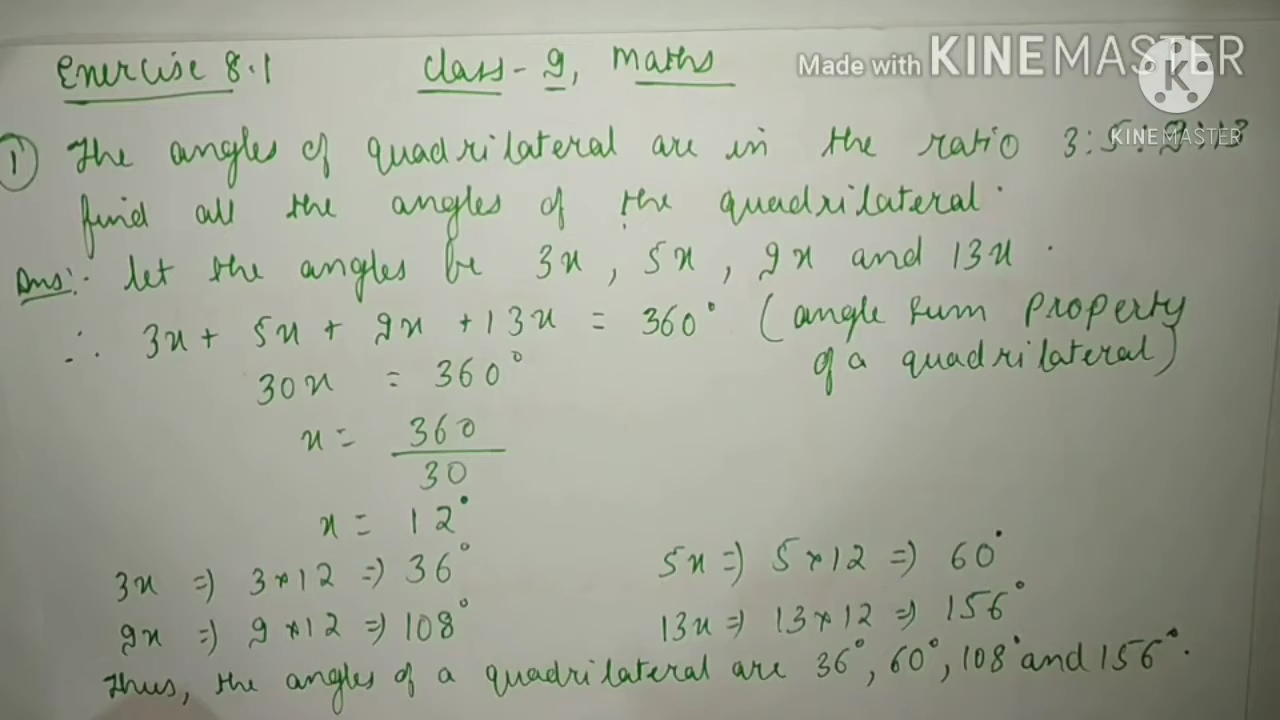 Exercise 8.1 class - 9, Maths
Made with KINEMASTER
K
KINEMASTER
① The angles of quadrilateral are in the ratio 3:5:9:13
find all the angles of the quadrilateral.
Ans:- let the angles be 3x, 5x, 9x and 13x.
∴ 3x + 5x + 9x + 13x = 360° (angle sum Property
of a quadrilateral)
30x = 360°
x = 360
30
x = 12°
3x => 3*12 => 36° 5x => 5*12 => 60°
9x => 9*12 => 108° 13x => 13*12 => 156°
Thus, the angles of a quadrilateral are 36°, 60°, 108° and 156°.